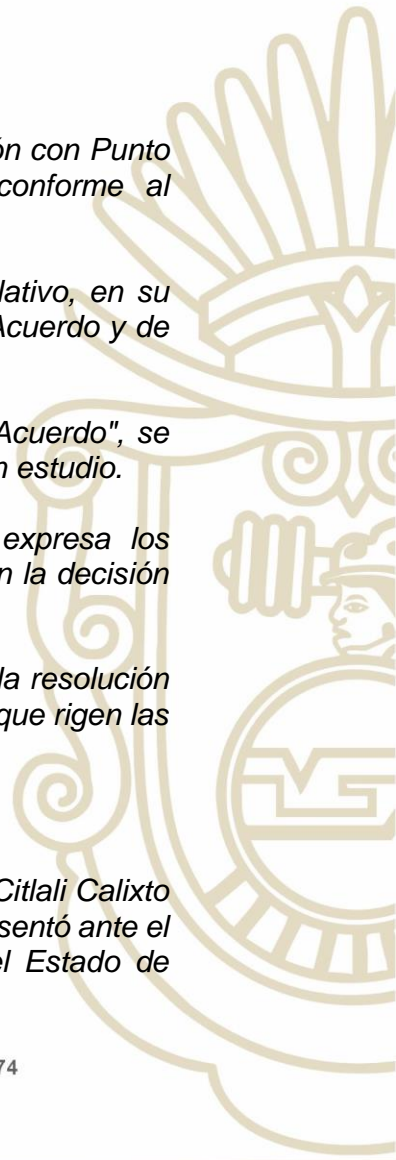 ón con Punto
conforme al
lativo, en su
Acuerdo y de
Acuerdo", se
n estudio.
expresa los
n la decisión
la resolución
que rigen las
Citlali Calixto
sentó ante el
el Estado de
74